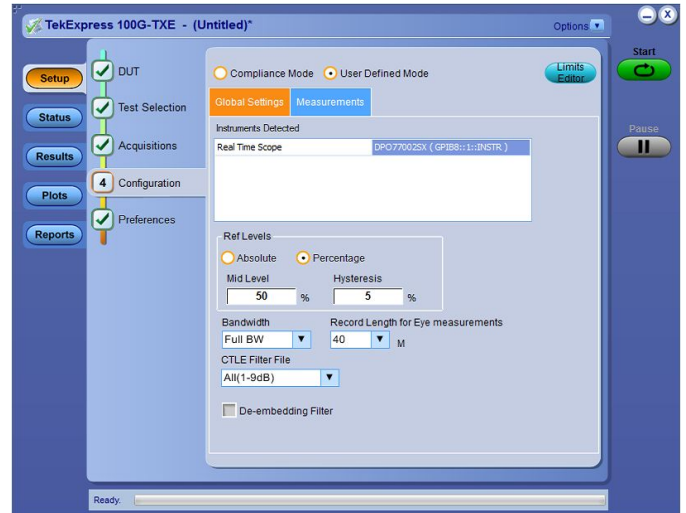 TekExpress 100G-TXE - (Untitled)*
Options
Start
Pause
Setup
Status
Results
Plots
Reports
DUT
Test Selection
Acquisitions
4 Configuration
Preferences
Compliance Mode User Defined Mode
Limits
Editor
Global Settings Measurements
Instruments Detected
Real Time Scope DPO77002SX ( GPIB8::1::INSTR )
Ref Levels
Absolute Percentage
Mid Level Hysteresis
50 % 5 %
Bandwidth Record Length for Eye measurements
Full BW 40 M
CTLE Filter File
All(1-9dB)
De-embedding Filter
Ready.